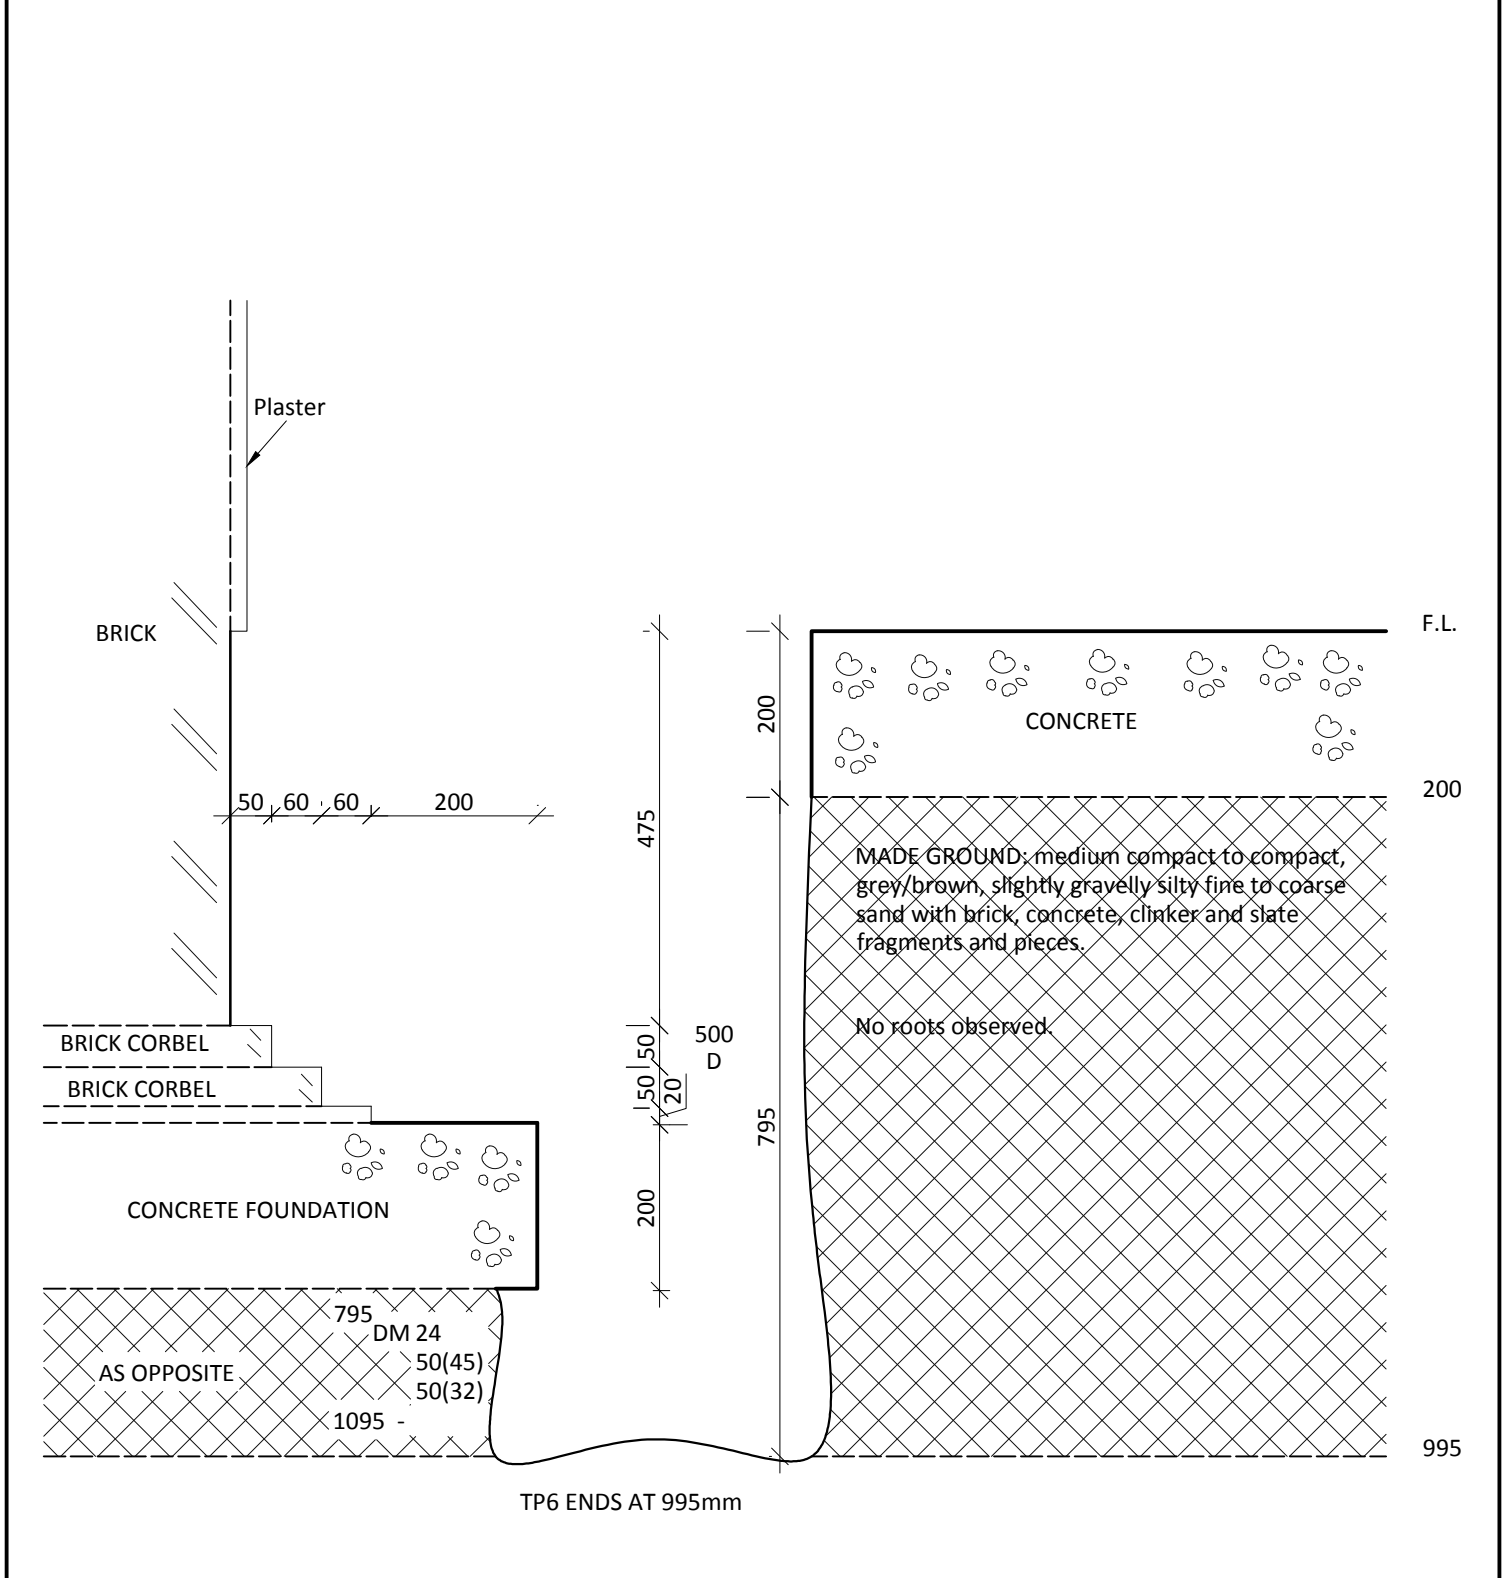 Plaster
BRICK
F.L.
200
CONCRETE
200
50 60 60 200
475
MADE GROUND: medium compact to compact,
grey/brown, slightly gravelly silty fine to coarse
sand with brick, concrete, clinker and slate
fragments and pieces.
No roots observed.
BRICK CORBEL
50
500
D
BRICK CORBEL
50
20
795
CONCRETE FOUNDATION
200
795
DM 24
50(45)
AS OPPOSITE
50(32)
1095 -
995
TP6 ENDS AT 995mm